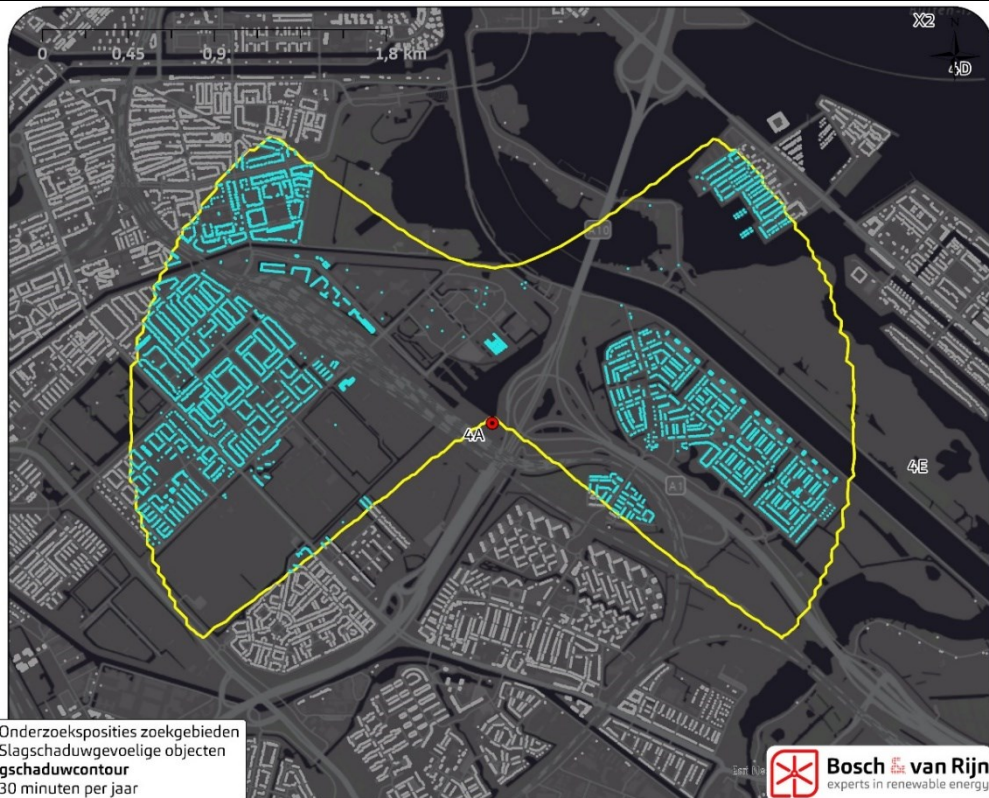 X2
N
0 0,45 0,9 1,8 km
4D
A10
4A
4E
A1
Onderzoeksposities zoekgebieden
Slagschaduwgevoelige objecten
gschaduwcontour
30 minuten per jaar
Bosch & van Rijn
experts in renewable energy